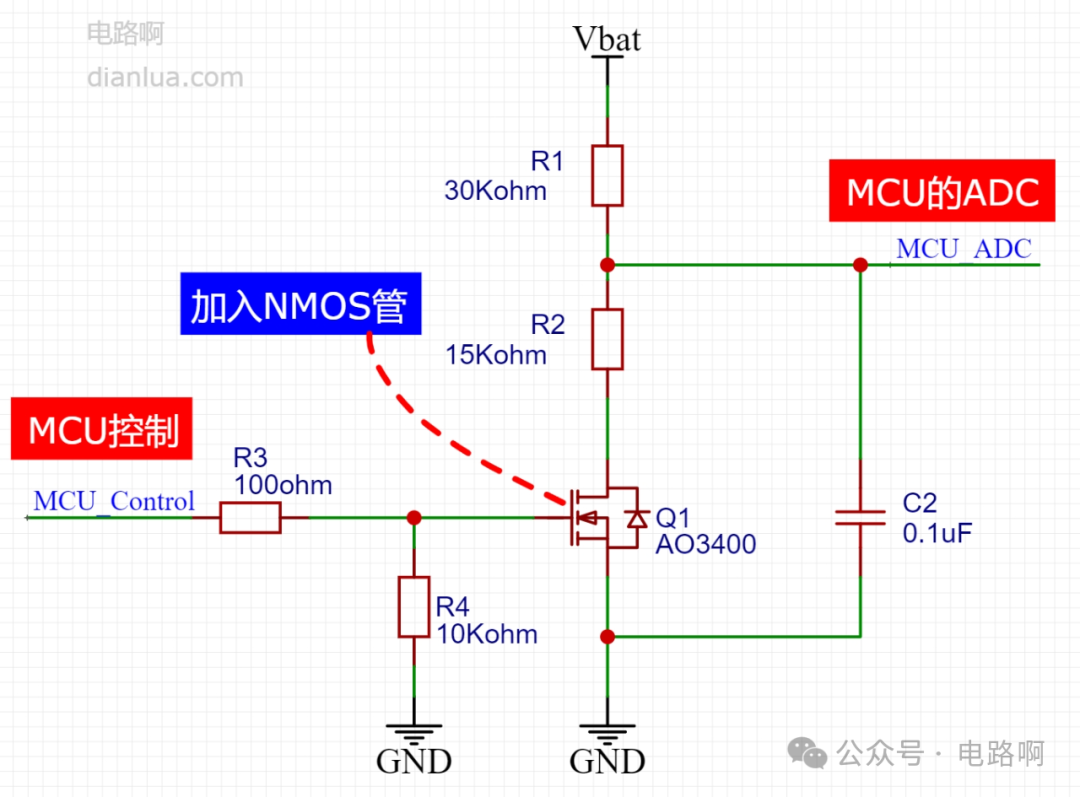 电路啊
dianlua.com
Vbat
R1
30Kohm
MCU的ADC
MCU_ADC
加入NMOS管
R2
15Kohm
MCU控制
R3
100ohm
MCU_Control
Q1
AO3400
C2
0.1uF
R4
10Kohm
GND
GND
公众号 · 电路啊